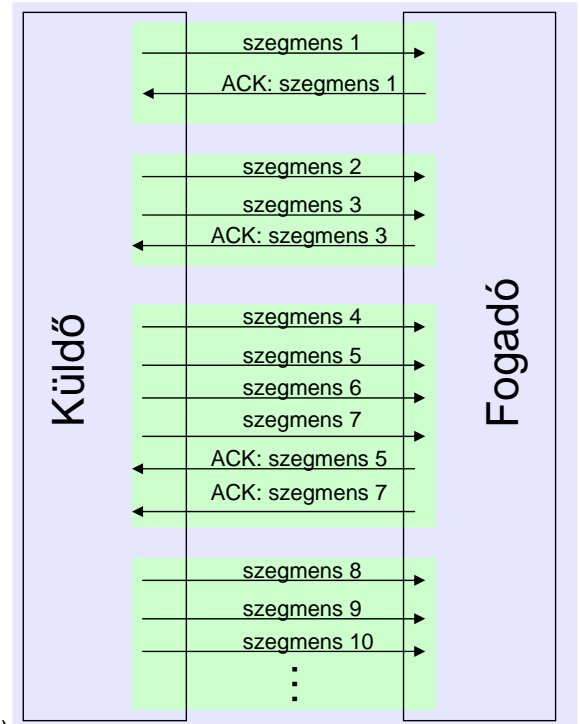 szegmens 1
ACK: szegmens 1
szegmens 2
szegmens 3
ACK: szegmens 3
Küldő
Fogadó
szegmens 4
szegmens 5
szegmens 6
szegmens 7
ACK: szegmens 5
ACK: szegmens 7
szegmens 8
szegmens 9
szegmens 10
...
)